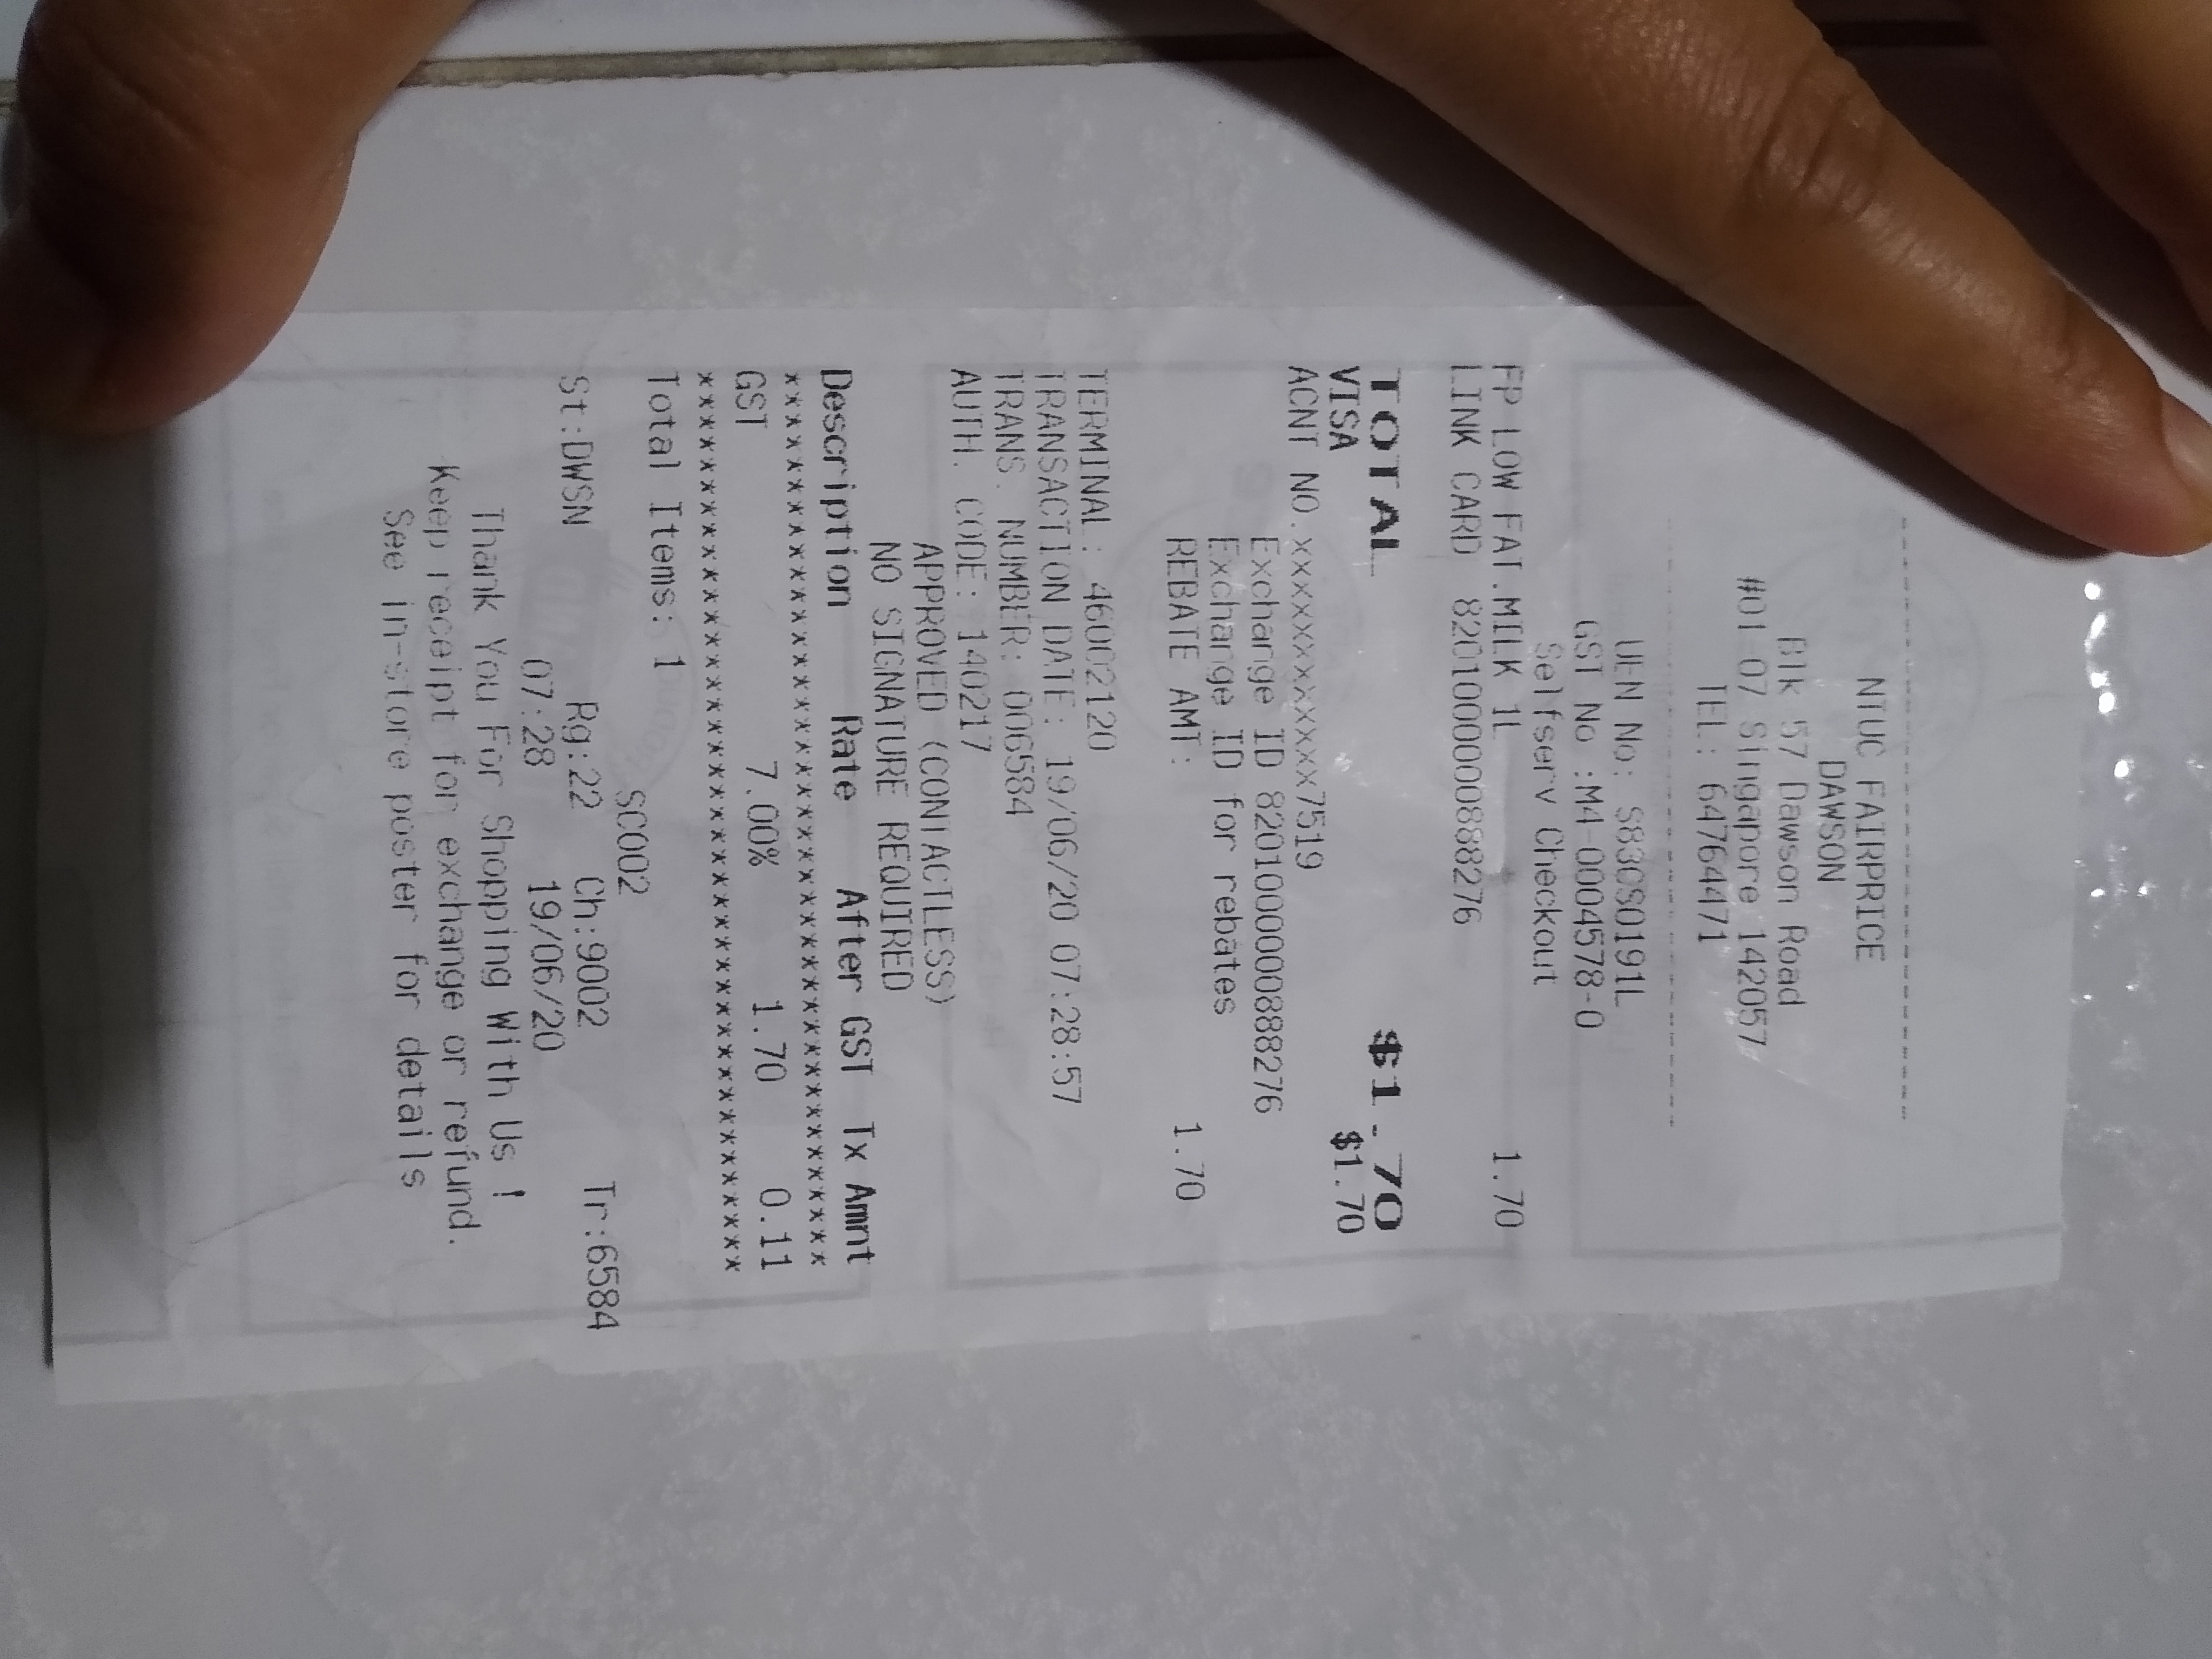 NTUC FAIRPRICE
DAWSON
Blk 57 Dawson Road
#01 07 Singapore 142057
TEL: 64764471
UEN No: S83CS0191L
GST No :M4-0004578-0
Selfserv Checkout
FP LOW FAT.MILK 1L 1.70
LINK CARD 8201000000888276
TOTAL $1.70
VISA $1.70
ACNT NO.xxxxxxxxxxxx7519
Exchange ID 8201000000888276
Exchange ID for rebates
REBATE AMT: 1.70
TERMINAL: 46002120
TRANSACTION DATE: 19/06/20 07:28:57
TRANS. NUMBER: 006584
AUTH. CODE: 140217
APPROVED (CONTACTLESS)
NO SIGNATURE REQUIRED
Description Rate After GST Tx Amnt
****************************************
GST 7.00% 1.70 0.11
****************************************
Total Items: 1
SC002
St:DWSN Rg:22 Ch:9002 Tr:6584
07:28 19/06/20
Thank You For Shopping With Us !
Keep receipt for exchange or refund.
See in-store poster for details